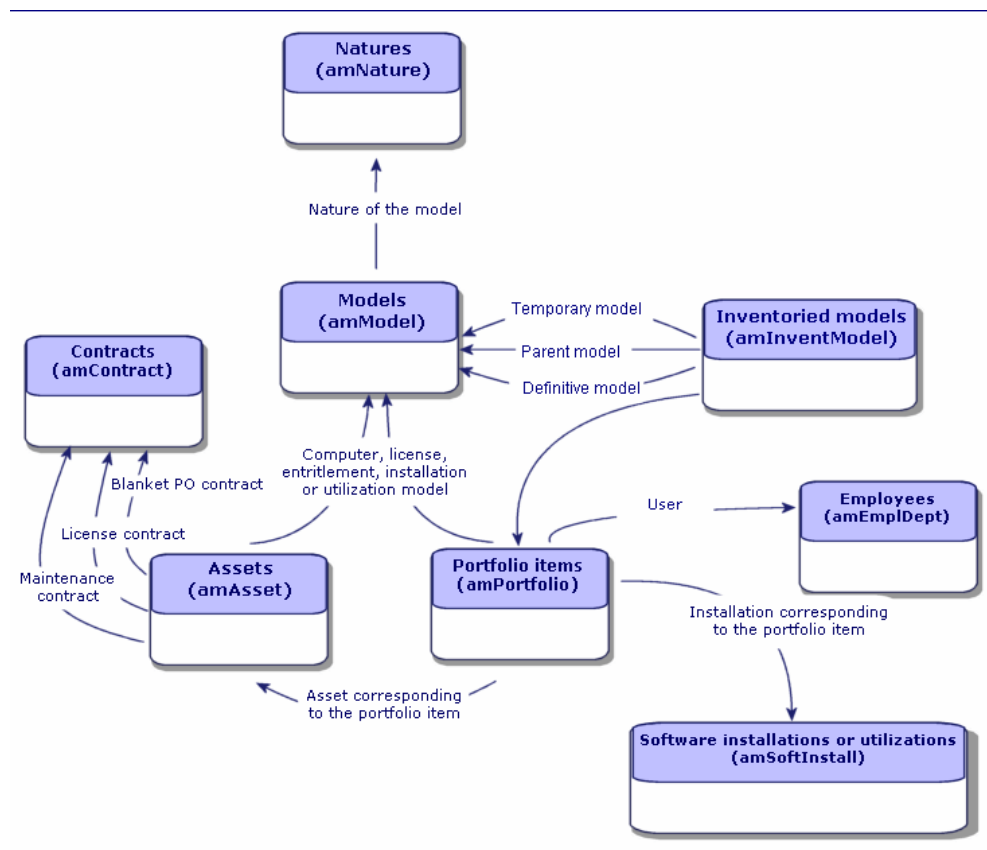 Natures
(amNature)
Nature of the model
Models
(amModel)
Temporary model
Parent model
Definitive model
Inventoried models
(amInventModel)
Contracts
(amContract)
Computer, license,
entritlement, installation
or utilization model
Blanket PO contract
License contract
Maintenance
contract
User
Employees
(amEmplDept)
Assets
(amAsset)
Portfolio items
(amPortfolio)
Installation corresponding
to the portfolio item
Asset corresponding
to the portfolio item
Software installations or utilizations
(amSoftInstall)